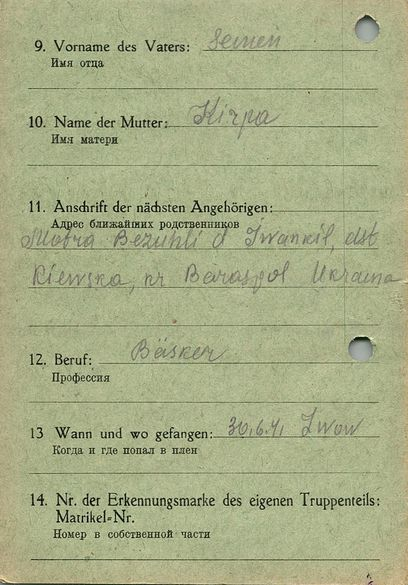 9. Vorname des Vaters: Semen
Имя отца
10. Name der Mutter: Kirpa
Имя матери
11. Anschrift der nächsten Angehörigen:
Адрес ближайших родственников
Motra Bezuhli d Iwankil, dst
Kiewska, nr Baraspol Ukraina
12. Beruf: Bäsker
Профессия
13 Wann und wo gefangen: 30.6.41 Lwow
Когда и где попал в плен
14. Nr. der Erkennungsmarke des eigenen Truppenteils:
Matrikel=Nr.
Номер в собственной части